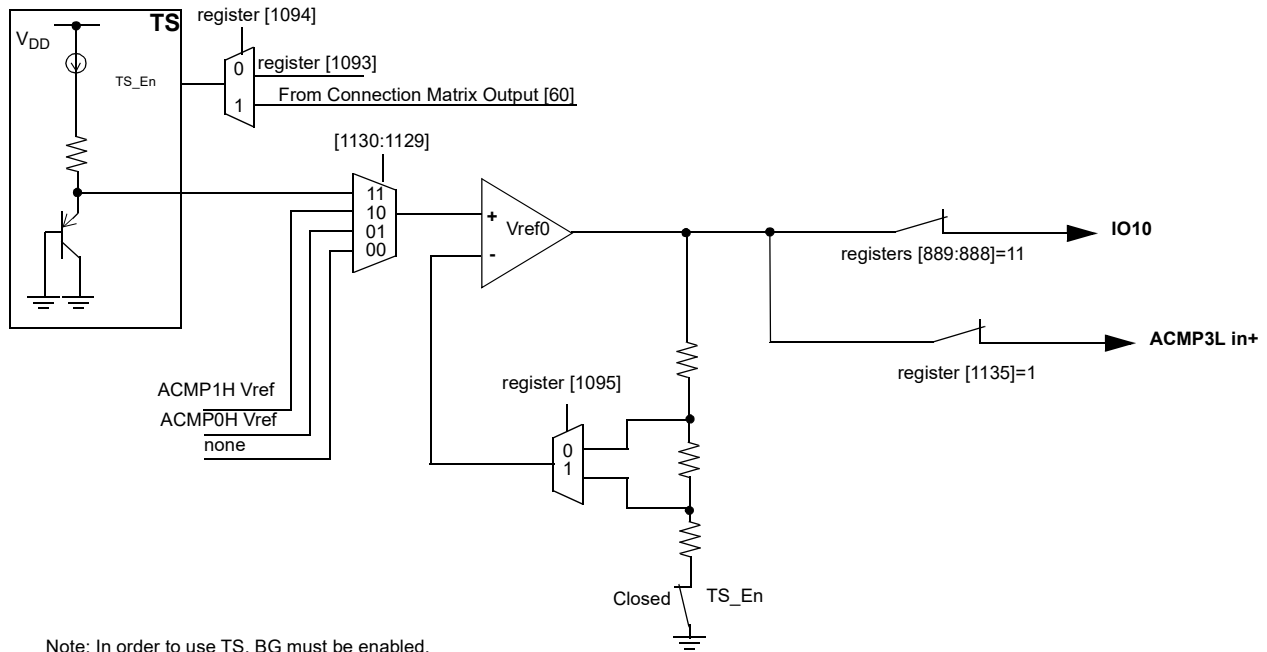 TS
register [1094]
VDD
TS_En
0
register [1093]
1
From Connection Matrix Output [60]
[1130:1129]
11
10
01
00
+
Vref0
-
IO10
registers [889:888]=11
ACMP3L in+
register [1135]=1
ACMP1H Vref
ACMP0H Vref
none
register [1095]
0
1
Closed
TS_En
Note: In order to use TS, BG must be enabled.